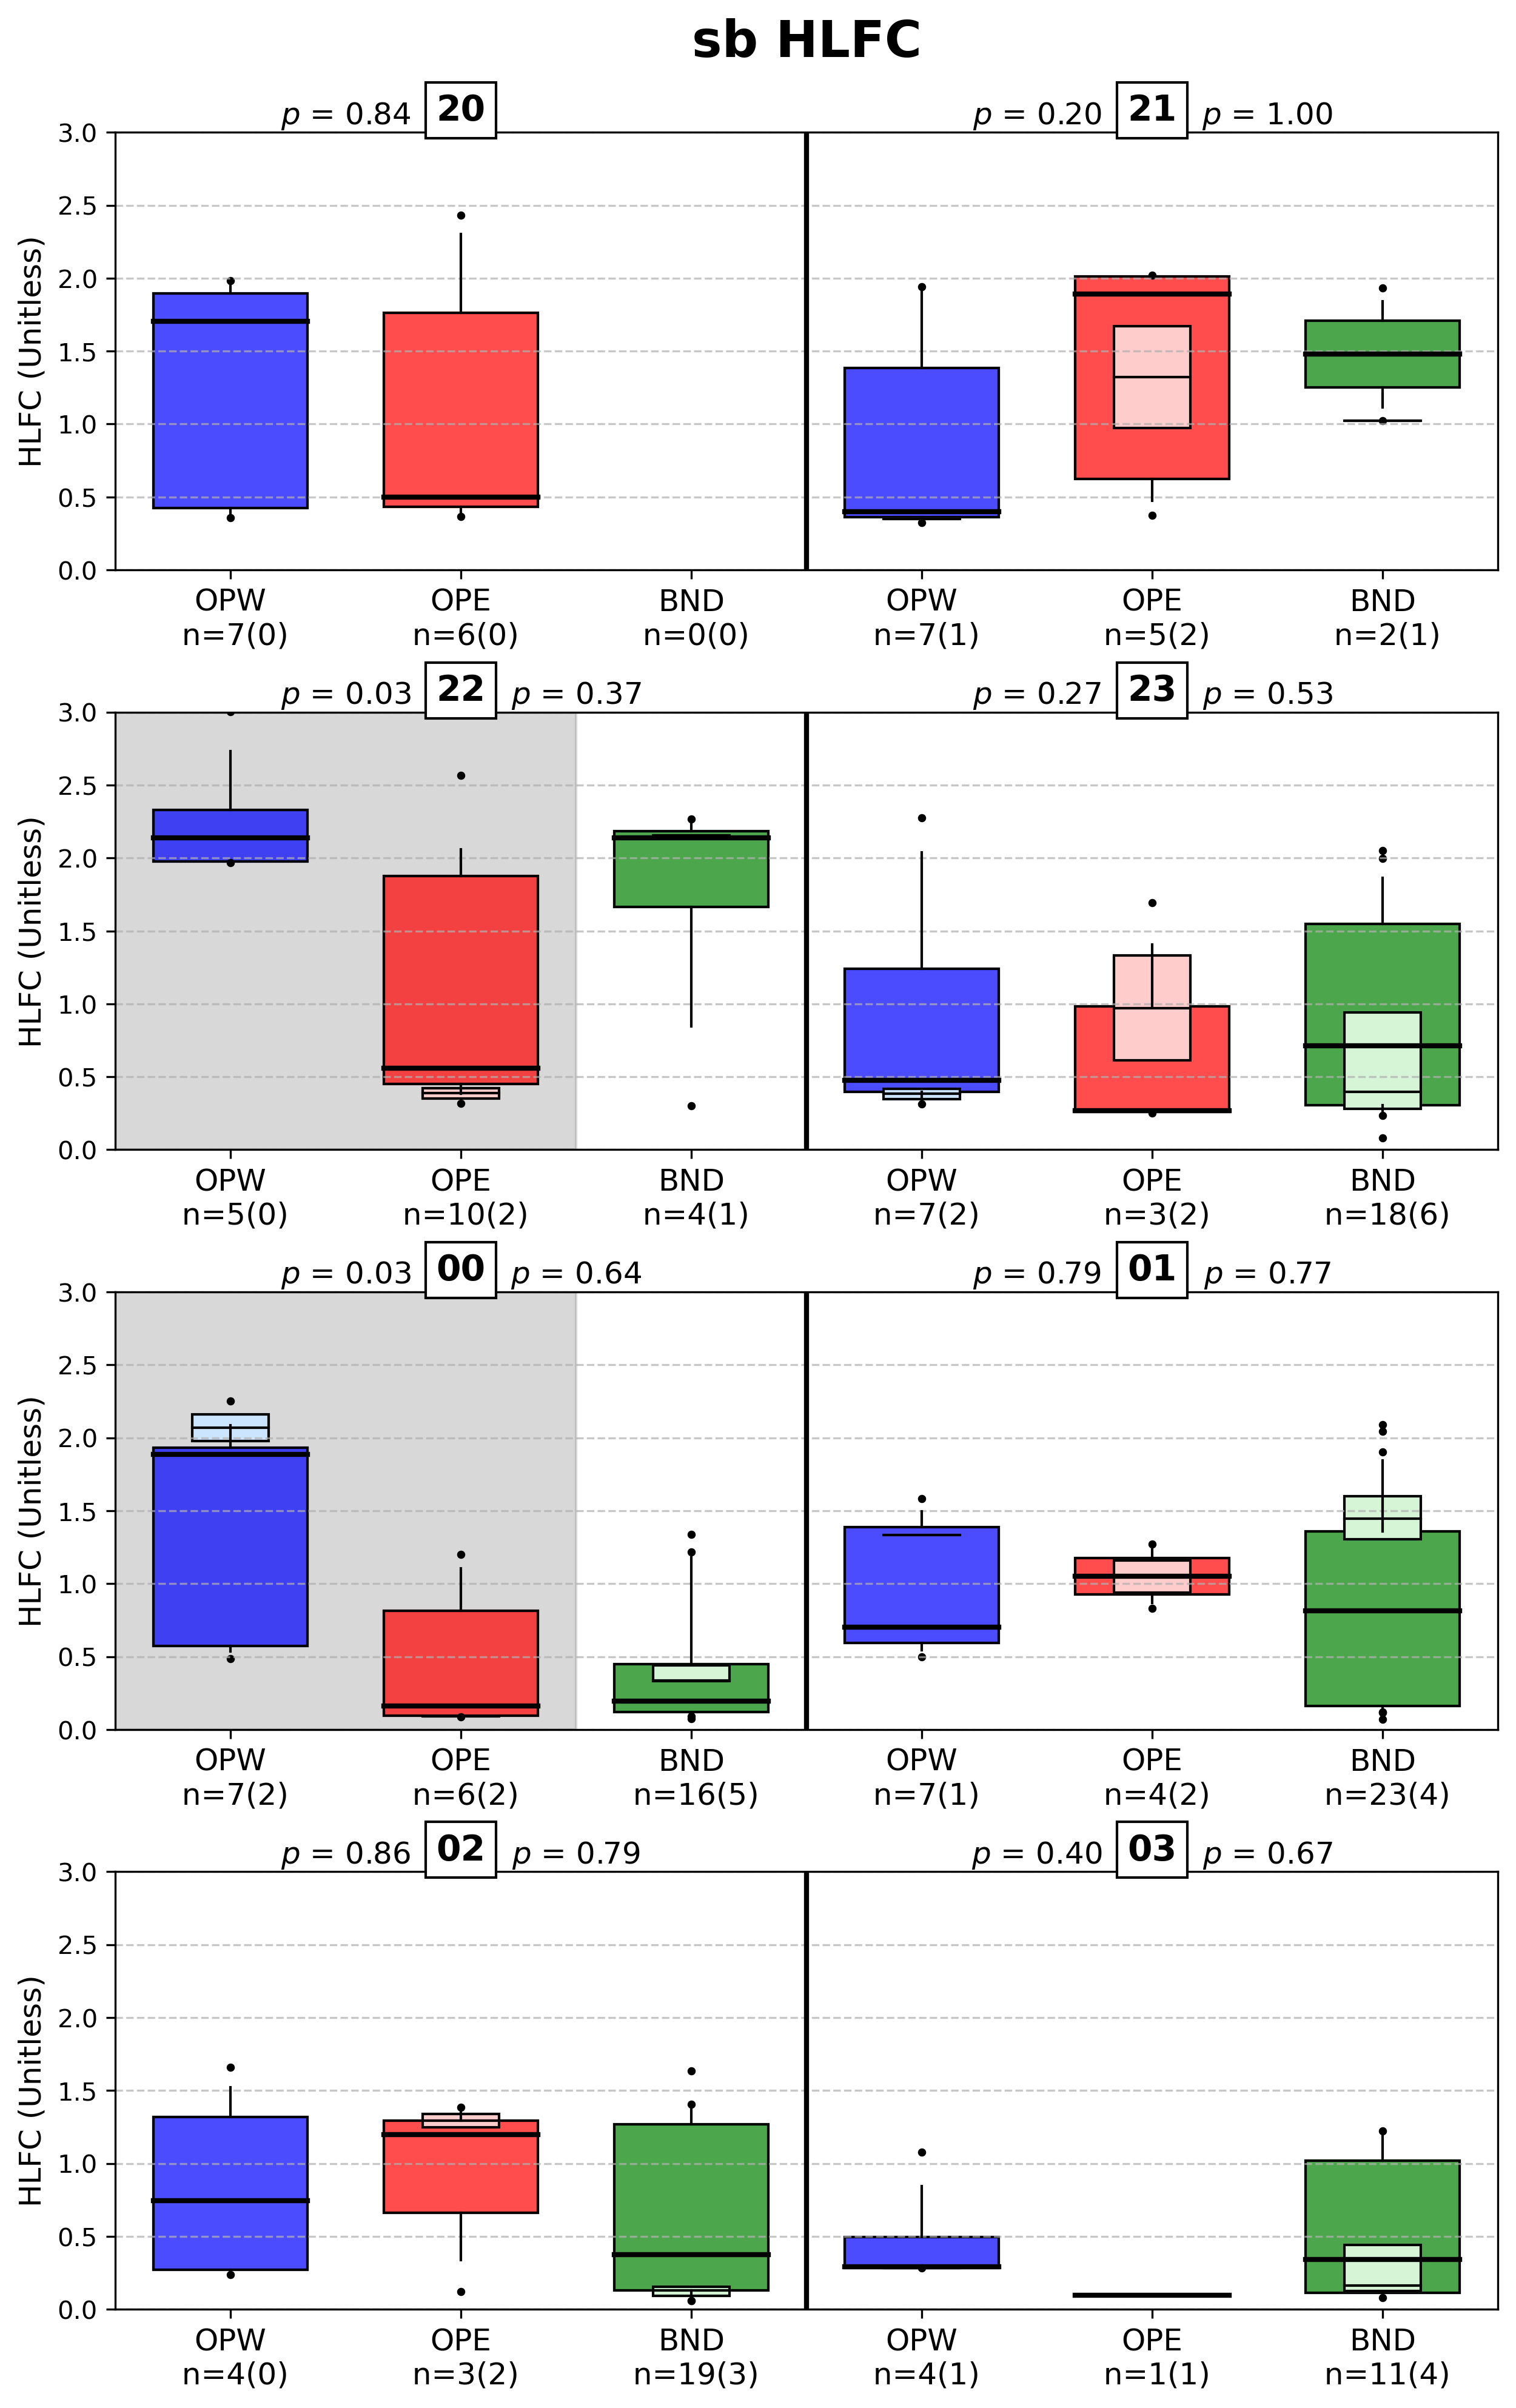 sb HLFC
p = 0.84 20
p = 0.20 21 p = 1.00
HLFC (Unitless)
3.0
2.5
2.0
1.5
1.0
0.5
0.0
OPW OPE BND OPW OPE BND
n=7(0) n=6(0) n=0(0) n=7(1) n=5(2) n=2(1)
p = 0.03 22 p = 0.37
p = 0.27 23 p = 0.53
HLFC (Unitless)
3.0
2.5
2.0
1.5
1.0
0.5
0.0
OPW OPE BND OPW OPE BND
n=5(0) n=10(2) n=4(1) n=7(2) n=3(2) n=18(6)
p = 0.03 00 p = 0.64
p = 0.79 01 p = 0.77
HLFC (Unitless)
3.0
2.5
2.0
1.5
1.0
0.5
0.0
OPW OPE BND OPW OPE BND
n=7(2) n=6(2) n=16(5) n=7(1) n=4(2) n=23(4)
p = 0.86 02 p = 0.79
p = 0.40 03 p = 0.67
HLFC (Unitless)
3.0
2.5
2.0
1.5
1.0
0.5
0.0
OPW OPE BND OPW OPE BND
n=4(0) n=3(2) n=19(3) n=4(1) n=1(1) n=11(4)